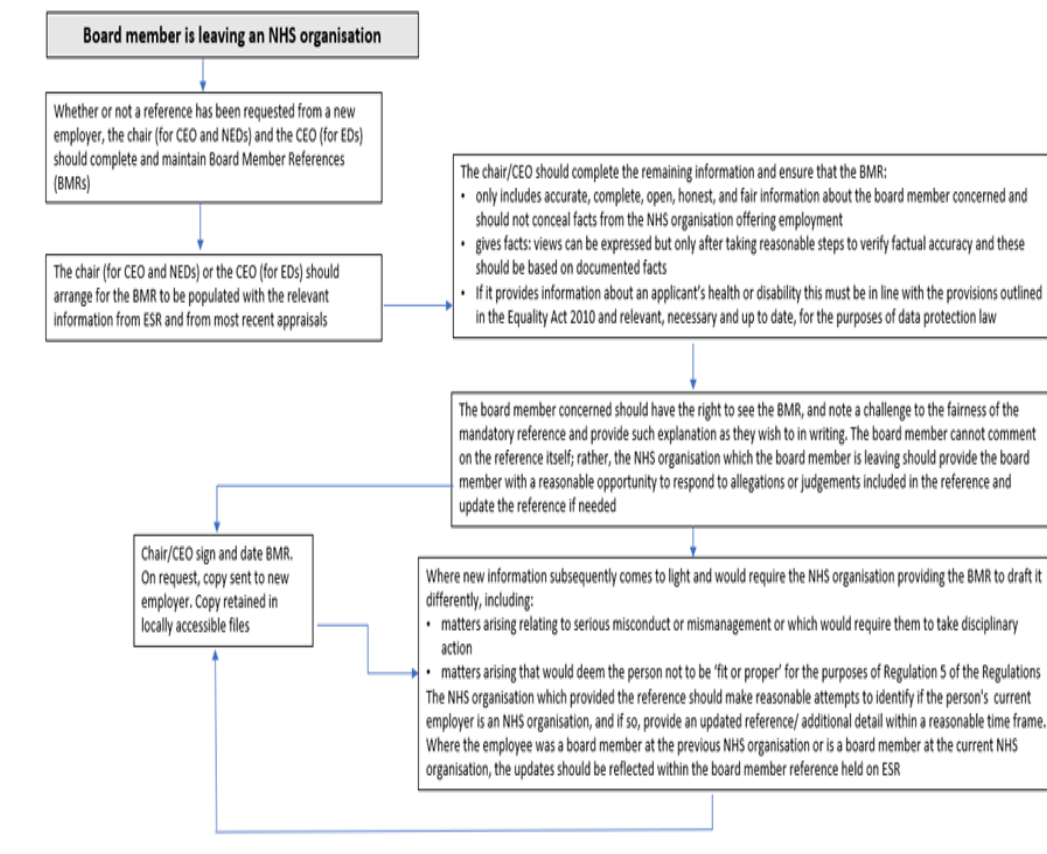 Board member is leaving an NHS organisation
Whether or not a reference has been requested from a new
employer, the chair (for CEO and NEDs) and the CEO (for EDs)
should complete and maintain Board Member References
(BMRs)
The chair (for CEO and NEDs) or the CEO (for EDs) should
arrange for the BMR to be populated with the relevant
information from ESR and from most recent appraisals
The chair/CEO should complete the remaining information and ensure that the BMR:
• only includes accurate, complete, open, honest, and fair information about the board member concerned and
should not conceal facts from the NHS organisation offering employment
• gives facts: views can be expressed but only after taking reasonable steps to verify factual accuracy and these
should be based on documented facts
• If it provides information about an applicant's health or disability this must be in line with the provisions outlined
in the Equality Act 2010 and relevant, necessary and up to date, for the purposes of data protection law
The board member concerned should have the right to see the BMR, and note a challenge to the fairness of the
mandatory reference and provide such explanation as they wish to in writing. The board member cannot comment
on the reference itself; rather, the NHS organisation which the board member is leaving should provide the board
member with a reasonable opportunity to respond to allegations or judgements included in the reference and
update the reference if needed
Chair/CEO sign and date BMR.
On request, copy sent to new
employer. Copy retained in
locally accessible files
Where new information subsequently comes to light and would require the NHS organisation providing the BMR to draft it
differently, including:
• matters arising relating to serious misconduct or mismanagement or which would require them to take disciplinary
action
• matters arising that would deem the person not to be 'fit or proper' for the purposes of Regulation 5 of the Regulations
The NHS organisation which provided the reference should make reasonable attempts to identify if the person's current
employer is an NHS organisation, and if so, provide an updated reference/ additional detail within a reasonable time frame.
Where the employee was a board member at the previous NHS organisation or is a board member at the current NHS
organisation, the updates should be reflected within the board member reference held on ESR